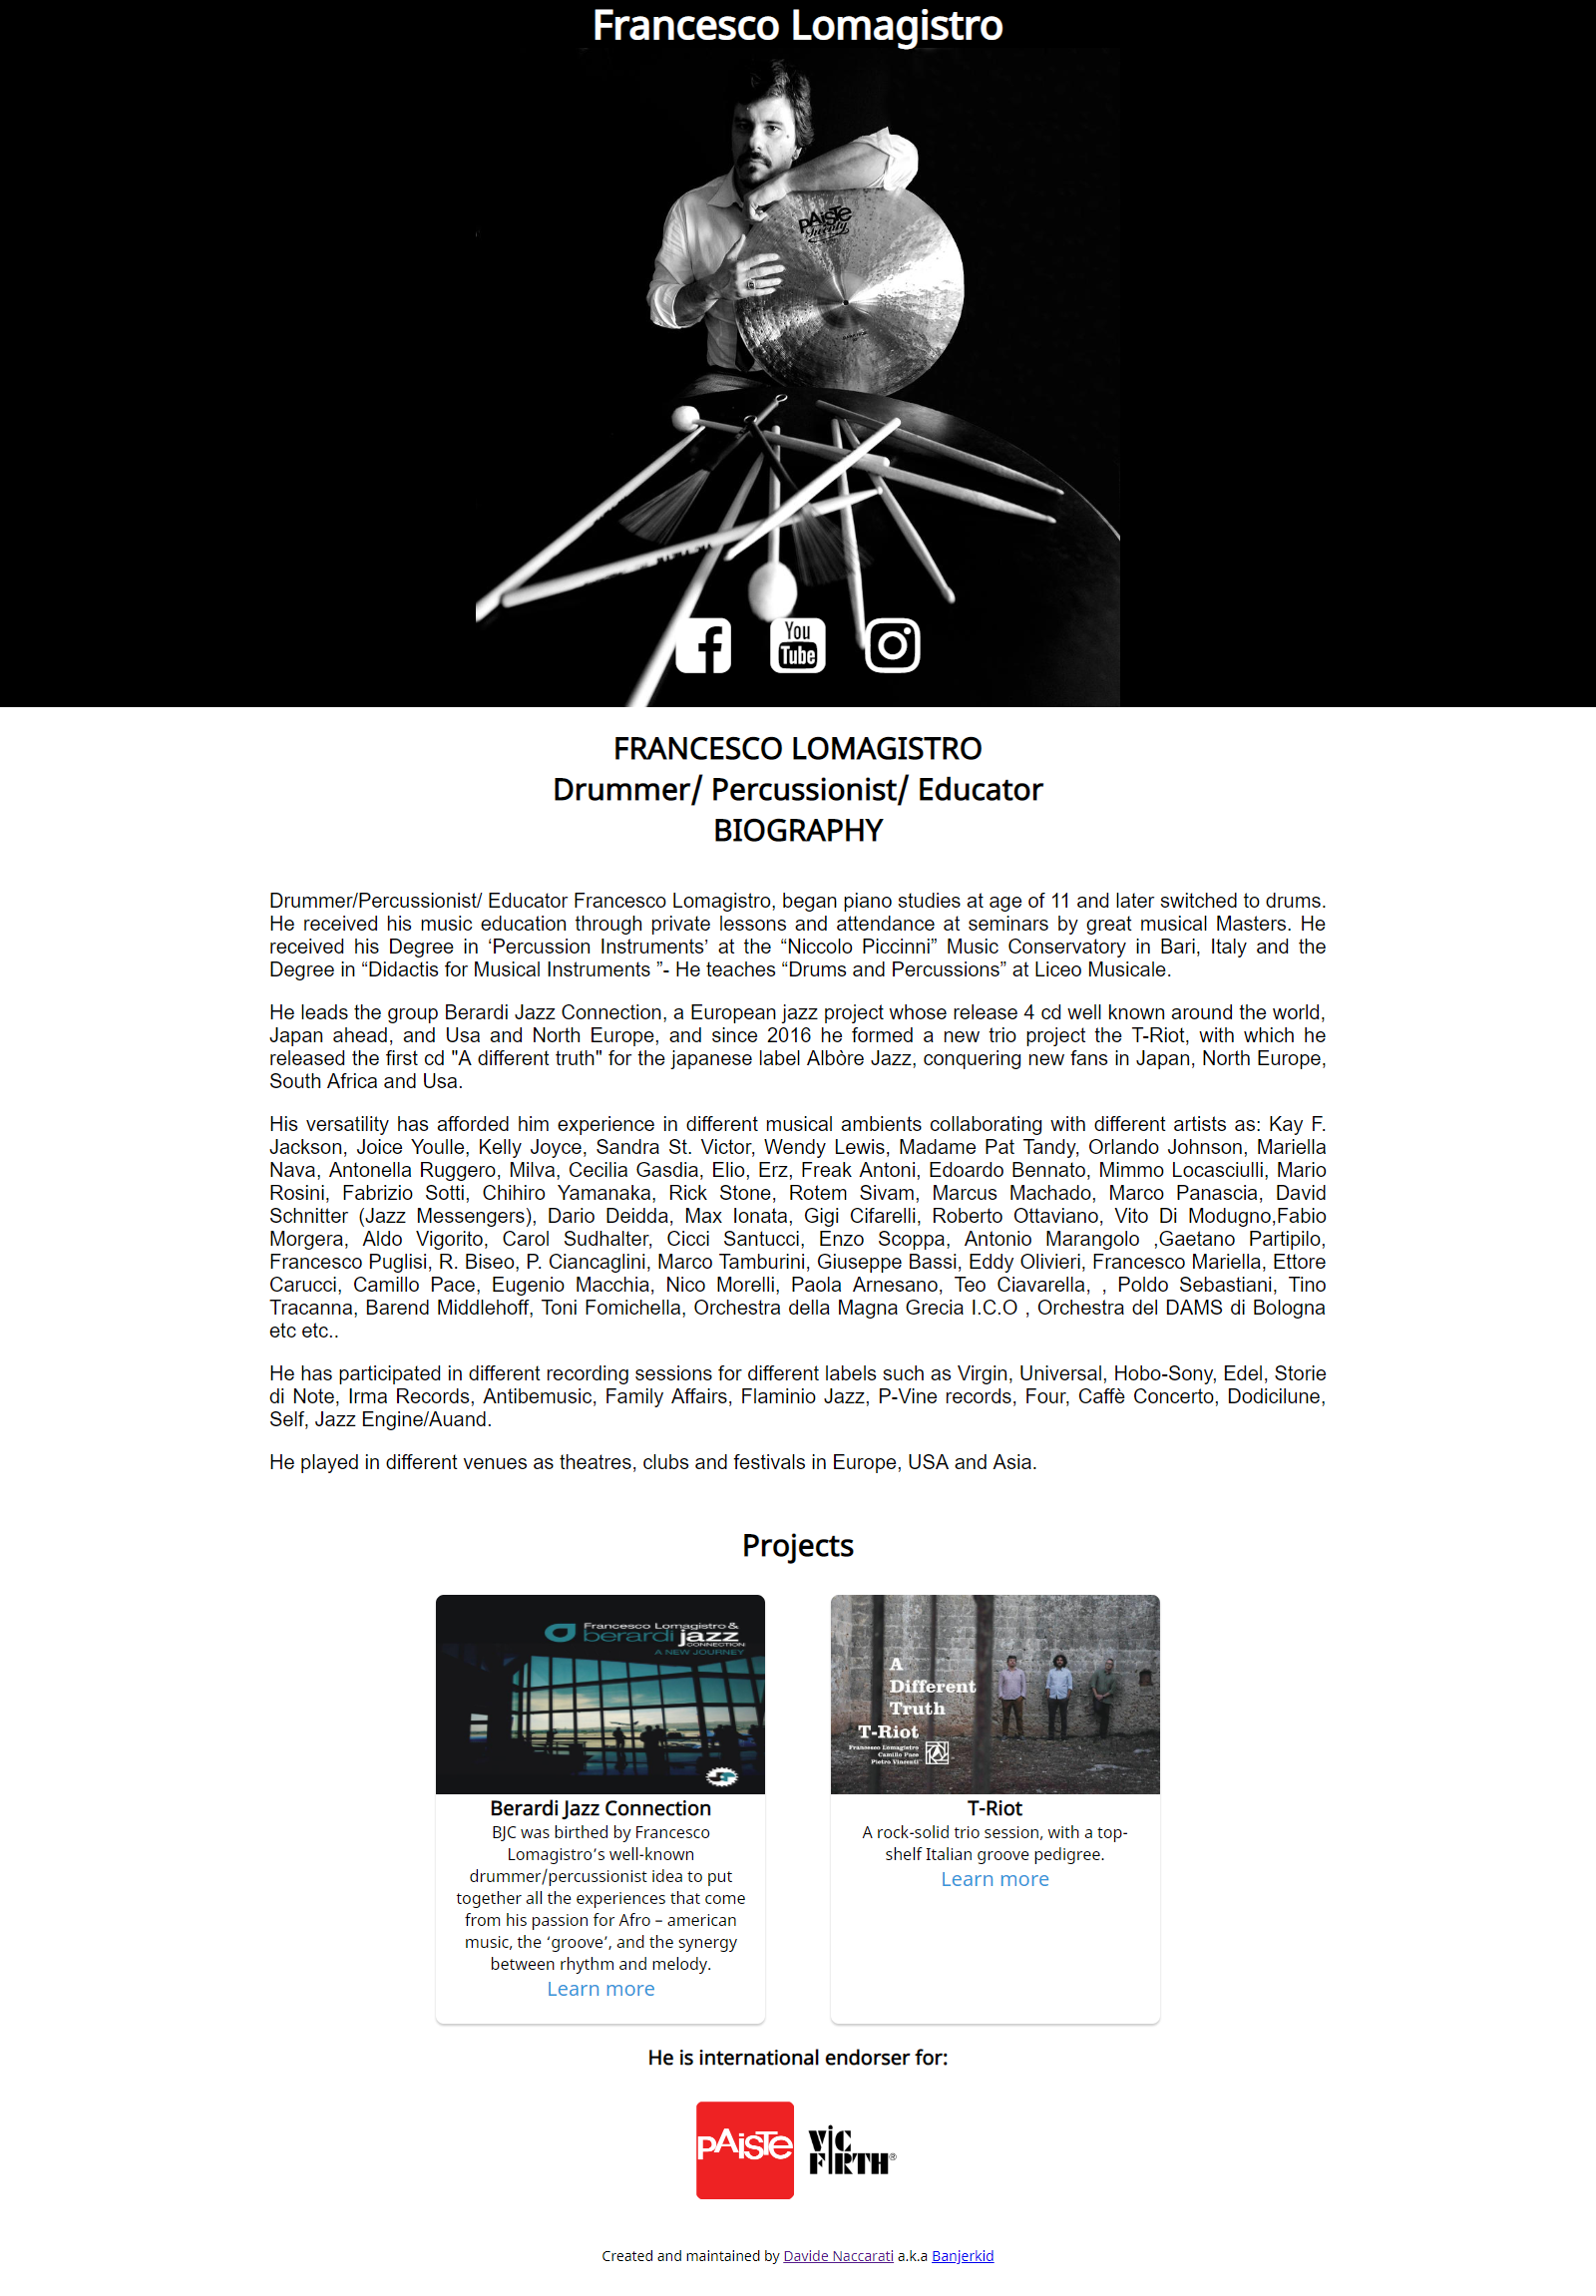 Francesco Lomagistro
PAiSTe
Twenty
You
Tube
FRANCESCO LOMAGISTRO
Drummer/ Percussionist/ Educator
BIOGRAPHY
Drummer/Percussionist/ Educator Francesco Lomagistro, began piano studies at age of 11 and later switched to drums.
He received his music education through private lessons and attendance at seminars by great musical Masters. He
received his Degree in ‘Percussion Instruments’ at the “Niccolo Piccinni” Music Conservatory in Bari, Italy and the
Degree in “Didactis for Musical Instruments ”- He teaches “Drums and Percussions” at Liceo Musicale.
He leads the group Berardi Jazz Connection, a European jazz project whose release 4 cd well known around the world,
Japan ahead, and Usa and North Europe, and since 2016 he formed a new trio project the T-Riot, with which he
released the first cd "A different truth" for the japanese label Albòre Jazz, conquering new fans in Japan, North Europe,
South Africa and Usa.
His versatility has afforded him experience in different musical ambients collaborating with different artists as: Kay F.
Jackson, Joice Youlle, Kelly Joyce, Sandra St. Victor, Wendy Lewis, Madame Pat Tandy, Orlando Johnson, Mariella
Nava, Antonella Ruggero, Milva, Cecilia Gasdia, Elio, Erz, Freak Antoni, Edoardo Bennato, Mimmo Locasciulli, Mario
Rosini, Fabrizio Sotti, Chihiro Yamanaka, Rick Stone, Rotem Sivam, Marcus Machado, Marco Panascia, David
Schnitter (Jazz Messengers), Dario Deidda, Max Ionata, Gigi Cifarelli, Roberto Ottaviano, Vito Di Modugno,Fabio
Morgera, Aldo Vigorito, Carol Sudhalter, Cicci Santucci, Enzo Scoppa, Antonio Marangolo ,Gaetano Partipilo,
Francesco Puglisi, R. Biseo, P. Ciancaglini, Marco Tamburini, Giuseppe Bassi, Eddy Olivieri, Francesco Mariella, Ettore
Carucci, Camillo Pace, Eugenio Macchia, Nico Morelli, Paola Arnesano, Teo Ciavarella, , Poldo Sebastiani, Tino
Tracanna, Barend Middlehoff, Toni Fomichella, Orchestra della Magna Grecia I.C.O , Orchestra del DAMS di Bologna
etc etc..
He has participated in different recording sessions for different labels such as Virgin, Universal, Hobo-Sony, Edel, Storie
di Note, Irma Records, Antibemusic, Family Affairs, Flaminio Jazz, P-Vine records, Four, Caffè Concerto, Dodicilune,
Self, Jazz Engine/Auand.
He played in different venues as theatres, clubs and festivals in Europe, USA and Asia.
Projects
Francesco Lomagistro &
berardi jazz
CONNECTION
A NEW JOURNEY
Berardi Jazz Connection
BJC was birthed by Francesco
Lomagistro’s well-known
drummer/percussionist idea to put
together all the experiences that come
from his passion for Afro – american
music, the ‘groove’, and the synergy
between rhythm and melody.
Learn more
A
Different
Truth
T-Riot
Francesco Lomagistro
Camillo Pace
Pietro Vincenti
T-Riot
A rock-solid trio session, with a top-
shelf Italian groove pedigree.
Learn more
He is international endorser for:
PAiSTe
ViC
FiRTH®
Created and maintained by Davide Naccarati a.k.a Banjerkid